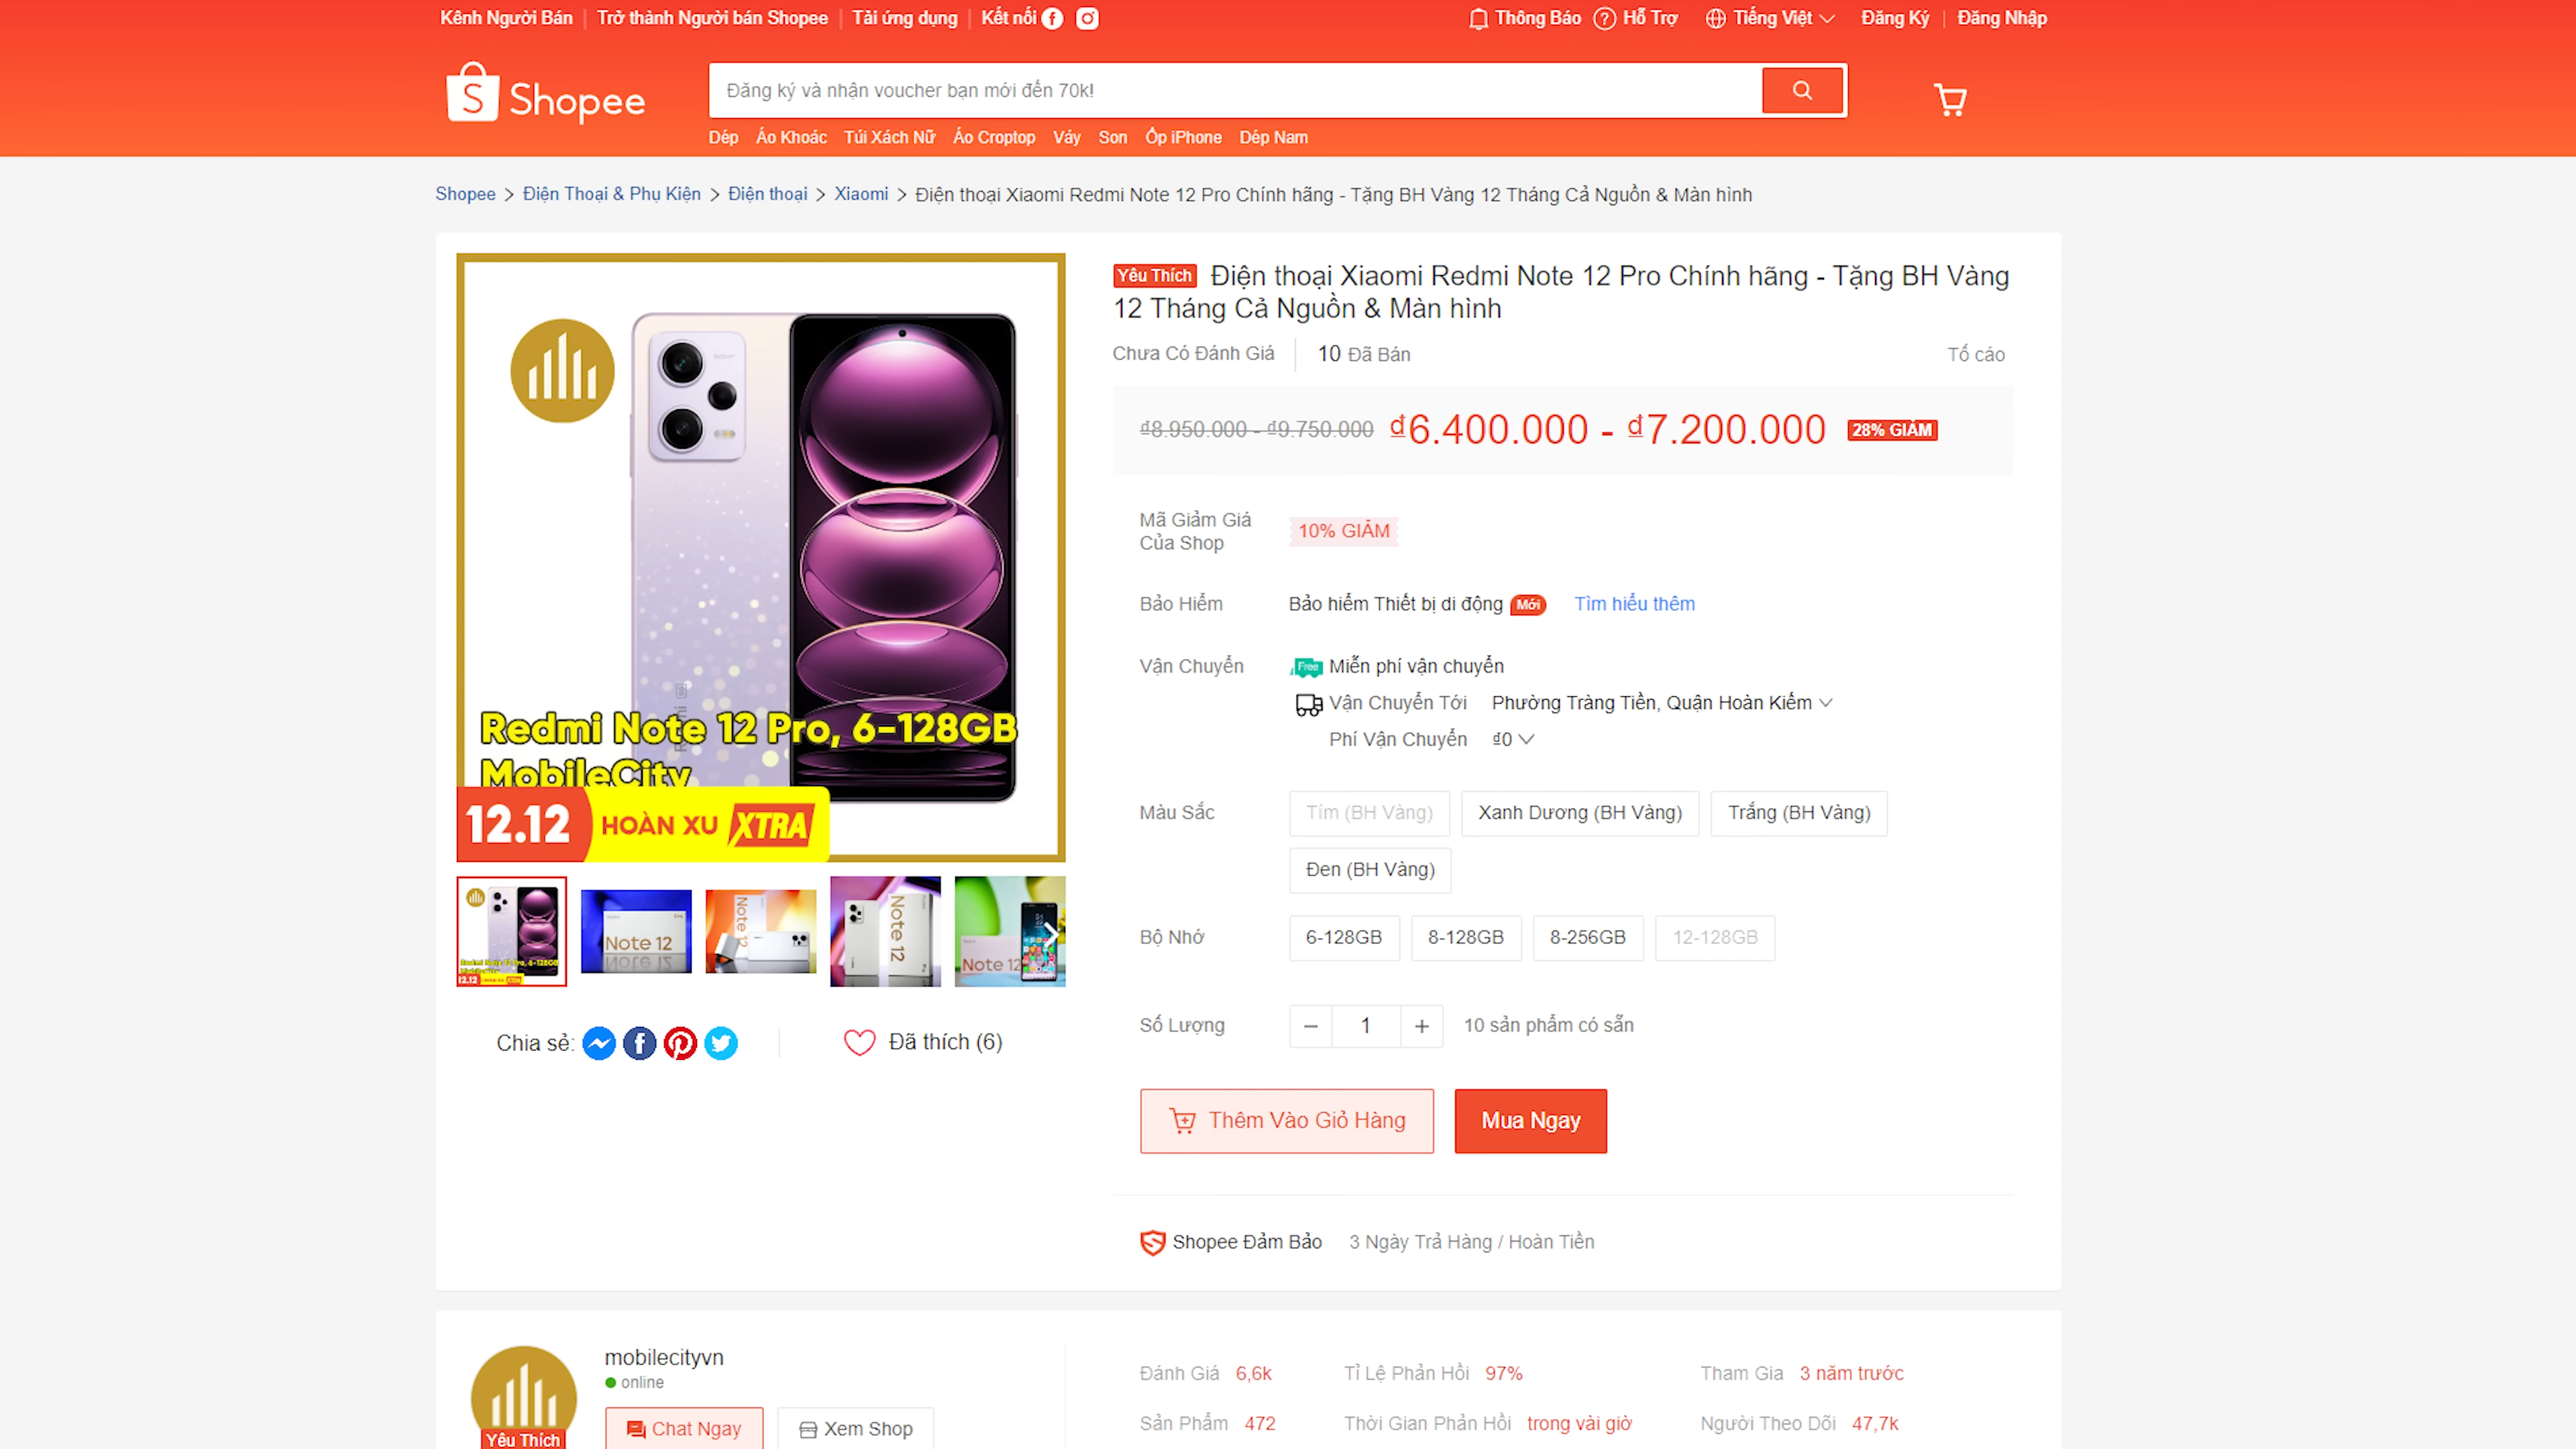 Kênh Người Bán
Trở thành Người bán Shopee
Tải ứng dụng
Kết nối
Thông Báo
Hỗ Trợ
Tiếng Việt
Đăng Ký
Đăng Nhập
Shopee
Đăng ký và nhận voucher bạn mới đến 70k!
Dép Áo Khoác Túi Xách Nữ Áo Croptop Váy Son Ốp iPhone Dép Nam
Shopee > Điện Thoại & Phụ Kiện > Điện thoại > Xiaomi > Điện thoại Xiaomi Redmi Note 12 Pro Chính hãng - Tặng BH Vàng 12 Tháng Cả Nguồn & Màn hình
Redmi Note 12 Pro, 6-128GB
MobileCity
12.12 HOÀN XU XTRA
Note 12
Note 12
Note 12
Note 12
Chia sẻ:
Đã thích (6)
Yêu Thích Điện thoại Xiaomi Redmi Note 12 Pro Chính hãng - Tặng BH Vàng
12 Tháng Cả Nguồn & Màn hình
Chưa Có Đánh Giá
10 Đã Bán
Tố cáo
₫8.950.000 - ₫9.750.000 ₫6.400.000 - ₫7.200.000 28% GIẢM
Mã Giảm Giá
Của Shop
10% GIẢM
Bảo Hiểm
Bảo hiểm Thiết bị di động Mới Tìm hiểu thêm
Vận Chuyển
Free Miễn phí vận chuyển
Vận Chuyển Tới Phường Tràng Tiền, Quận Hoàn Kiếm
Phí Vận Chuyển ₫0
Màu Sắc
Tím (BH Vàng)
Xanh Dương (BH Vàng)
Trắng (BH Vàng)
Đen (BH Vàng)
Bộ Nhớ
6-128GB
8-128GB
8-256GB
12-128GB
Số Lượng
1
10 sản phẩm có sẵn
Thêm Vào Giỏ Hàng
Mua Ngay
Shopee Đảm Bảo
3 Ngày Trả Hàng / Hoàn Tiền
mobilecityvn
online
Yêu Thích
Chat Ngay
Xem Shop
Đánh Giá 6,6k
Tỉ Lệ Phản Hồi 97%
Tham Gia 3 năm trước
Sản Phẩm 472
Thời Gian Phản Hồi trong vài giờ
Người Theo Dõi 47,7k